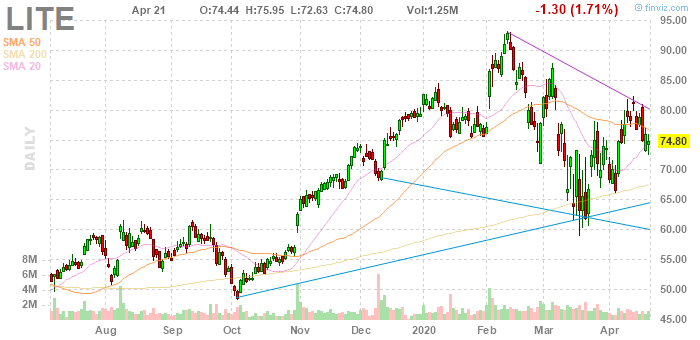 LITE
Apr 21 O:74.44 H:75.95 L:72.63 C:74.80 Vol:1.25M -1.30 (1.71%)
© finviz.com
SMA 50
SMA 200
SMA 20
DAILY
95.00
90.00
85.00
80.00
74.80
70.00
65.00
60.00
55.00
50.00
45.00
8M
6M
4M
2M
Aug Sep Oct Nov Dec 2020 Feb Mar Apr